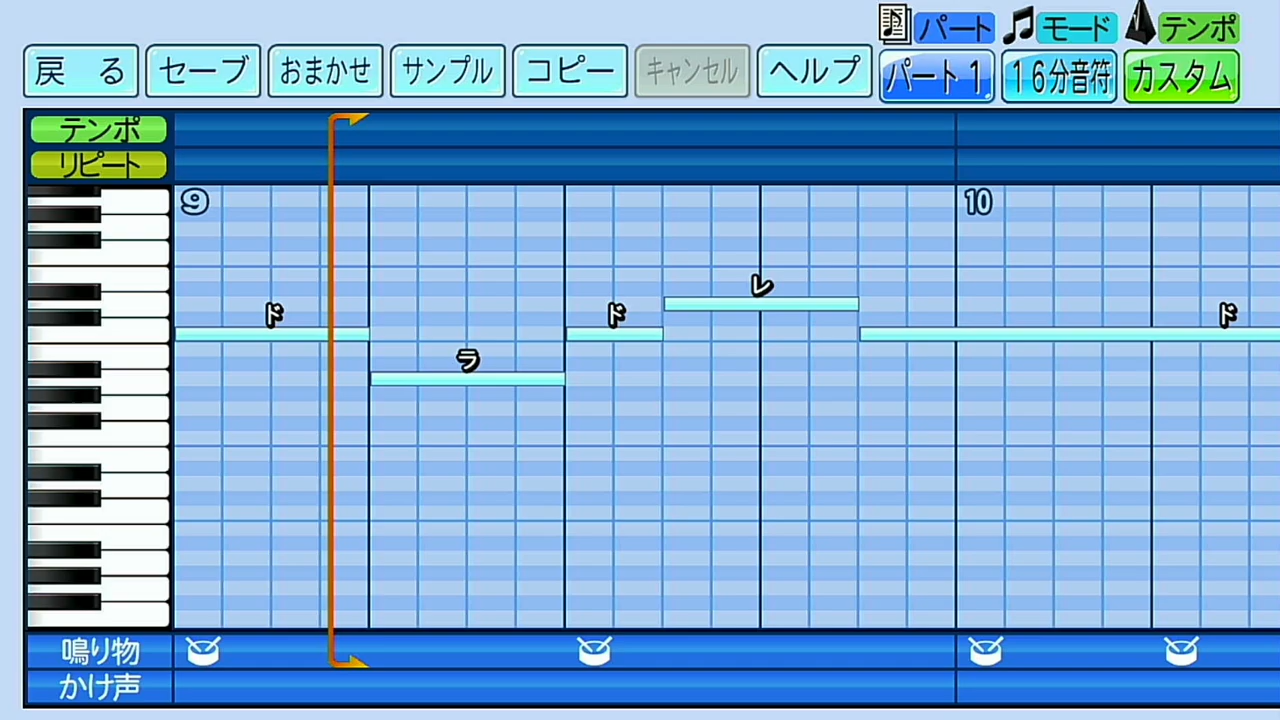 パート モード テンポ
戻る セーブ おまかせ サンプル コピー キャンセル ヘルプ パート1 16分音符 カスタム
テンポ
リピート
9 10
レ
ド ド ド
ラ
鳴り物
かけ声